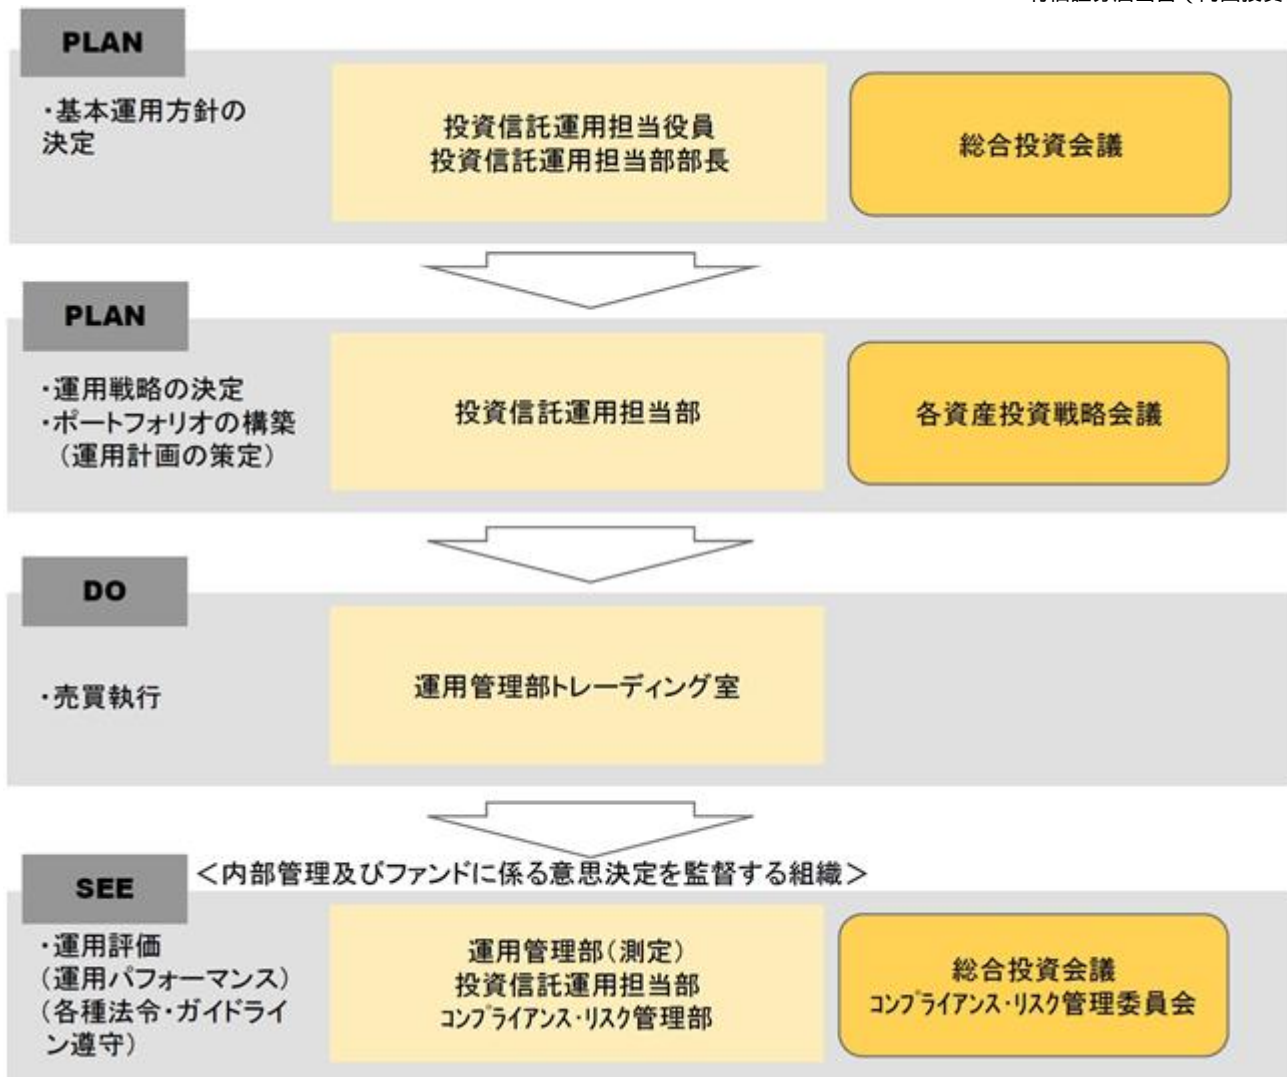 PLAN
・基本運用方針の
決定
投資信託運用担当役員
投資信託運用担当部部長
総合投資会議
PLAN
・運用戦略の決定
・ポートフォリオの構築
（運用計画の策定）
投資信託運用担当部
各資産投資戦略会議
DO
・売買執行
運用管理部トレーディング室
SEE
＜内部管理及びファンドに係る意思決定を監督する組織＞
・運用評価
(運用パフォーマンス)
(各種法令・ガイドライ
ン遵守)
運用管理部(測定)
投資信託運用担当部
ｺﾝﾌﾟﾗｲｱﾝｽ・ﾘｽｸ管理部
総合投資会議
ｺﾝﾌﾟﾗｲｱﾝｽ・ﾘｽｸ管理委員会